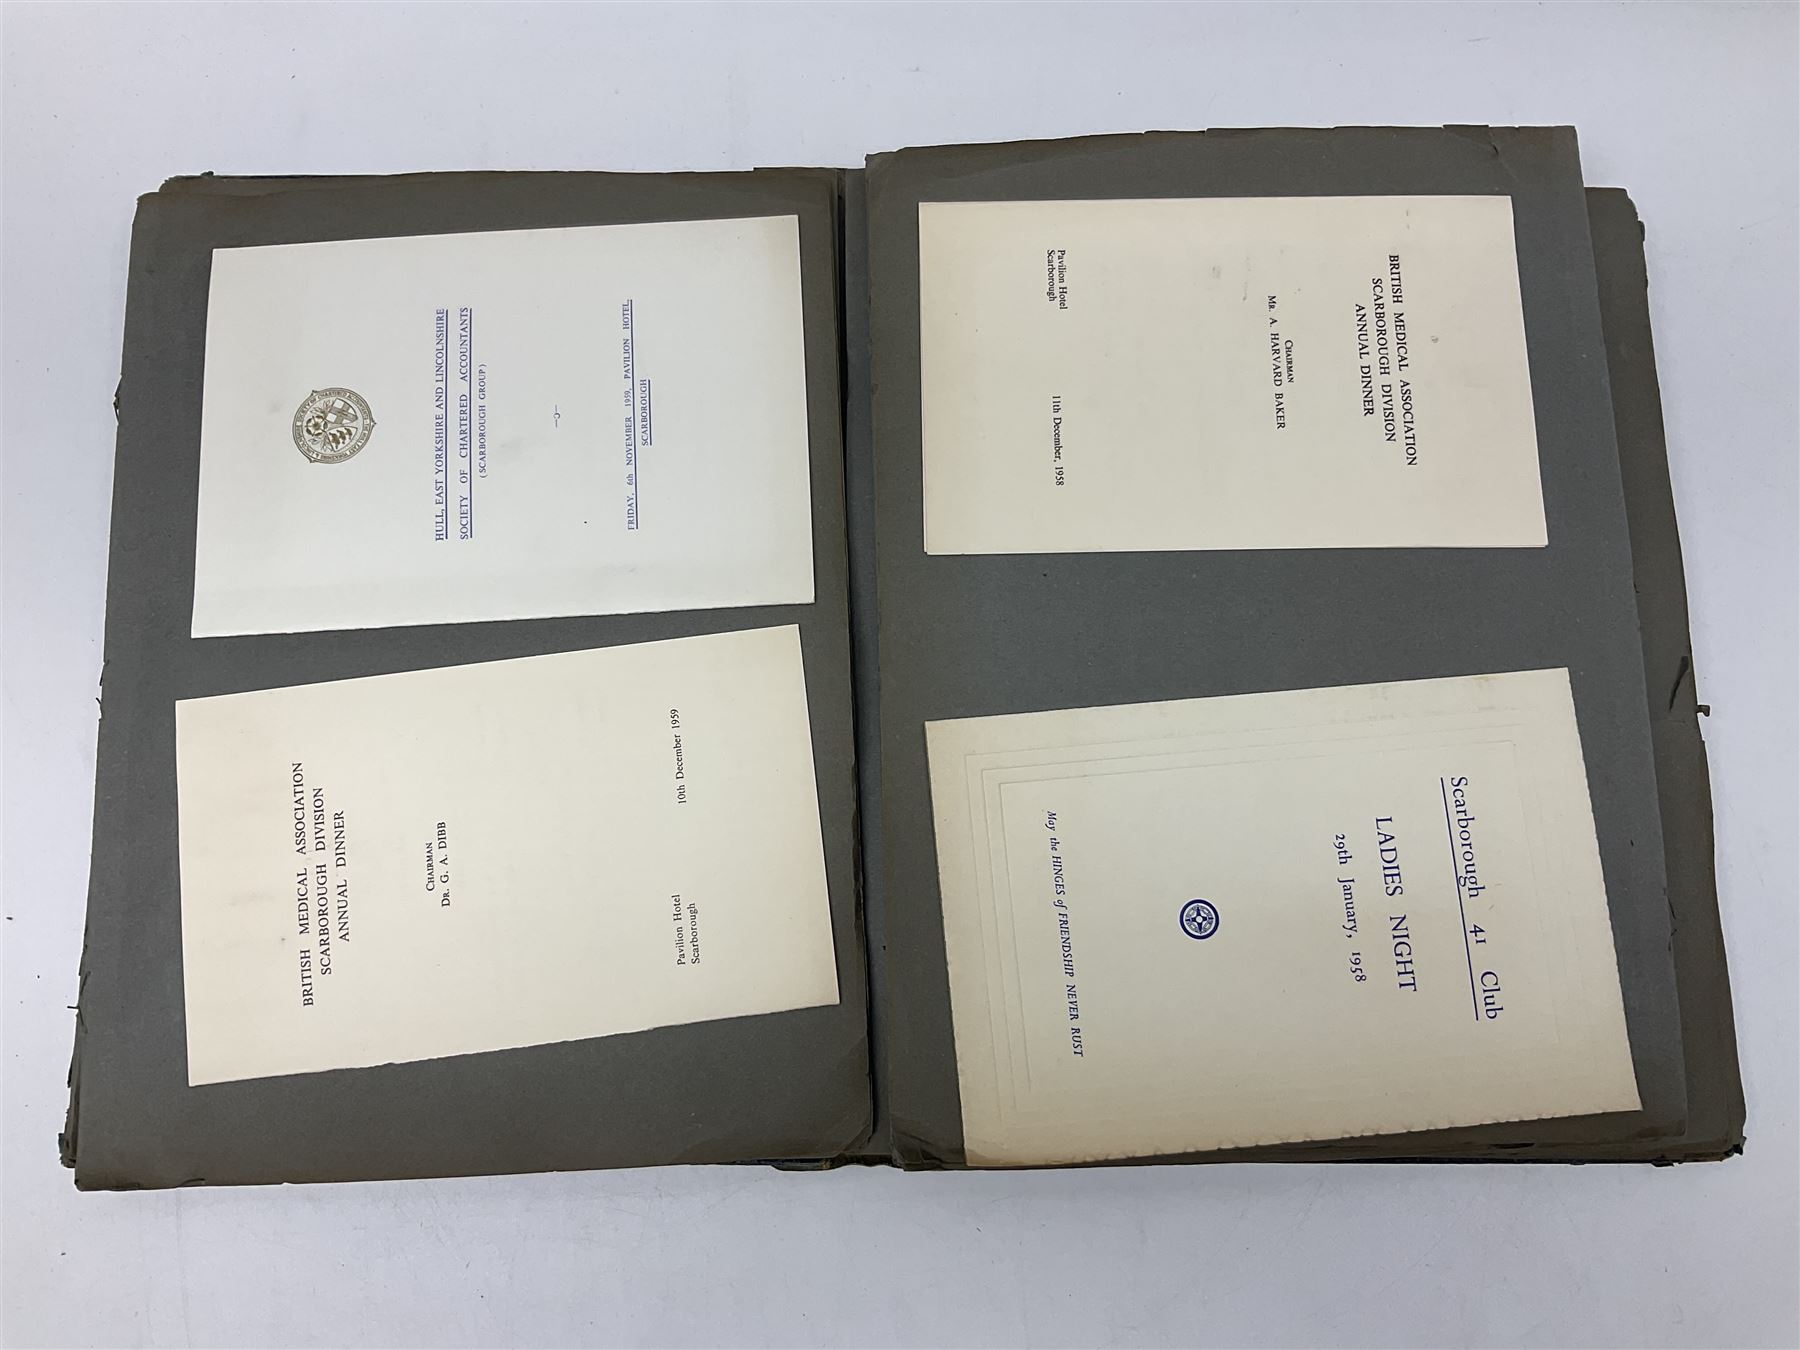 HULL, EAST YORKSHIRE AND LINCOLNSHIRE
SOCIETY OF CHARTERED ACCOUNTANTS
(SCARBOROUGH GROUP)
FRIDAY, 6th NOVEMBER 1959, PAVILION HOTEL,
SCARBOROUGH
BRITISH MEDICAL ASSOCIATION
SCARBOROUGH DIVISION
ANNUAL DINNER
CHAIRMAN
DR. G. A. DIBB
Pavilion Hotel
Scarborough
10th December 1959
BRITISH MEDICAL ASSOCIATION
SCARBOROUGH DIVISION
ANNUAL DINNER
CHAIRMAN
MR. A. HARVARD BAKER
Pavilion Hotel
Scarborough
11th December, 1958
Scarborough 41 Club
LADIES NIGHT
29th January, 1958
May the HINGES of FRIENDSHIP NEVER RUST